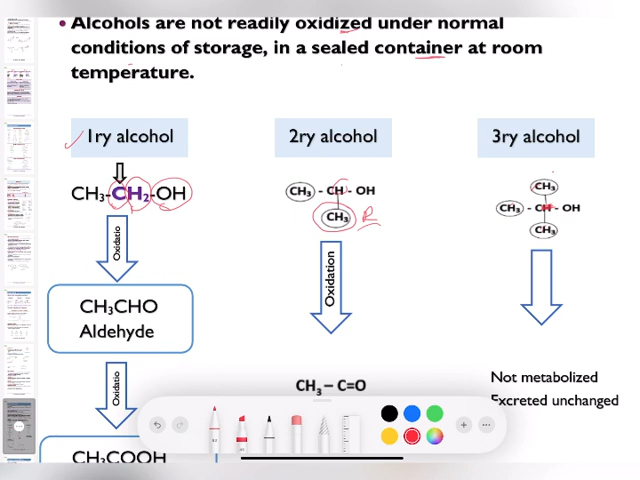 • Alcohols are not readily oxidized under normal
conditions of storage, in a sealed container at room
temperature.
1ry alcohol
2ry alcohol
3ry alcohol
CH₃-CH₂-OH
CH₃ - CH - OH
CH₃
R
CH₃
CH₃ - CH - OH
CH₃
Oxidatio
Oxidation
CH₃CHO
Aldehyde
Oxidatio
CH₃ – C=O
Not metabolized
Excreted unchanged
CH₃COOH